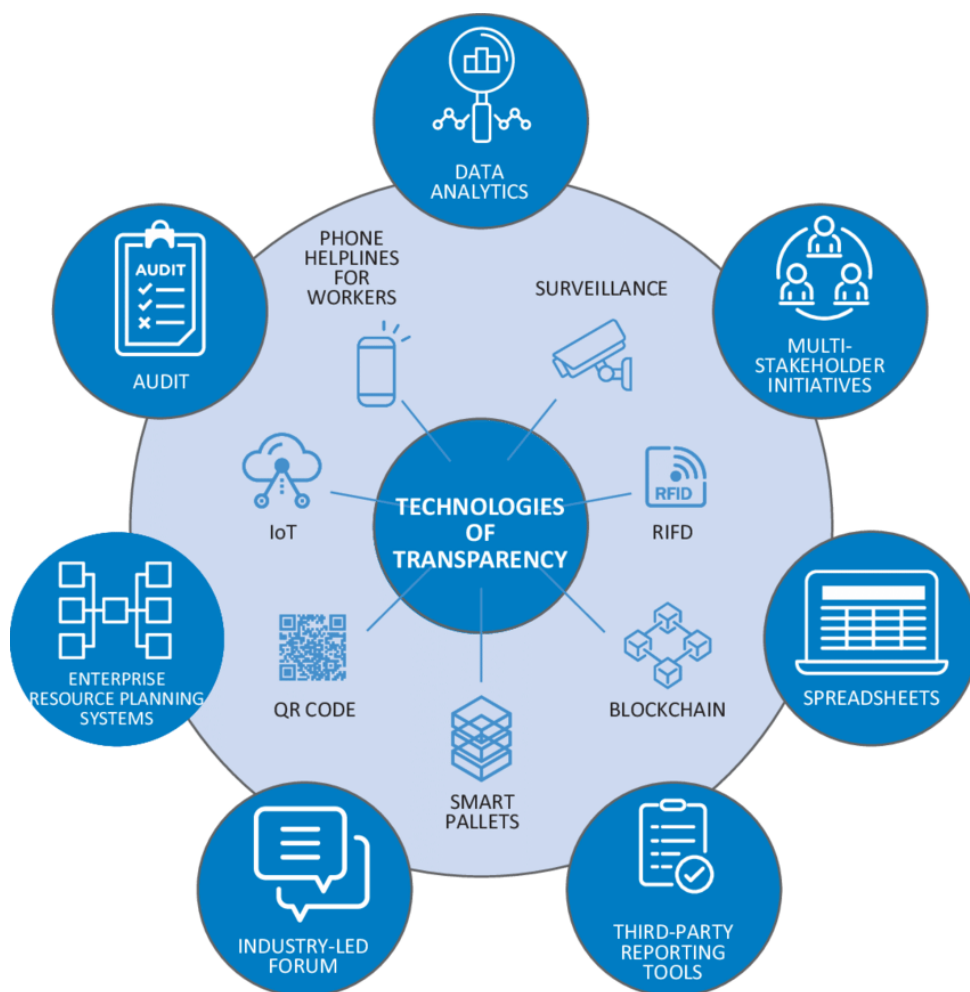 DATA
ANALYTICS
PHONE
HELPLINES
FOR
WORKERS
SURVEILLANCE
AUDIT
AUDIT
MULTI-
STAKEHOLDER
INITIATIVES
TECHNOLOGIES
OF
TRANSPARENCY
IoT
RFID
RIFD
ENTERPRISE
RESOURCE PLANNING
SYSTEMS
QR CODE
BLOCKCHAIN
SPREADSHEETS
SMART
PALLETS
INDUSTRY-LED
FORUM
THIRD-PARTY
REPORTING
TOOLS